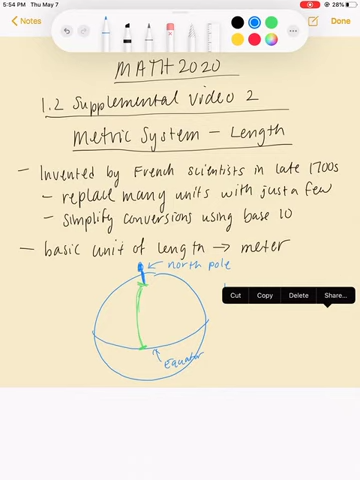 5:54 PM Thu May 7
28%
Notes
Done
MATH 2020
1.2 Supplemental Video 2
Metric System - Length
- Invented by French scientists in late 1700s
- replace many units with just a few
- simplify conversions using base 10
- basic unit of length → meter
← north pole
Cut Copy Delete Share...
equator